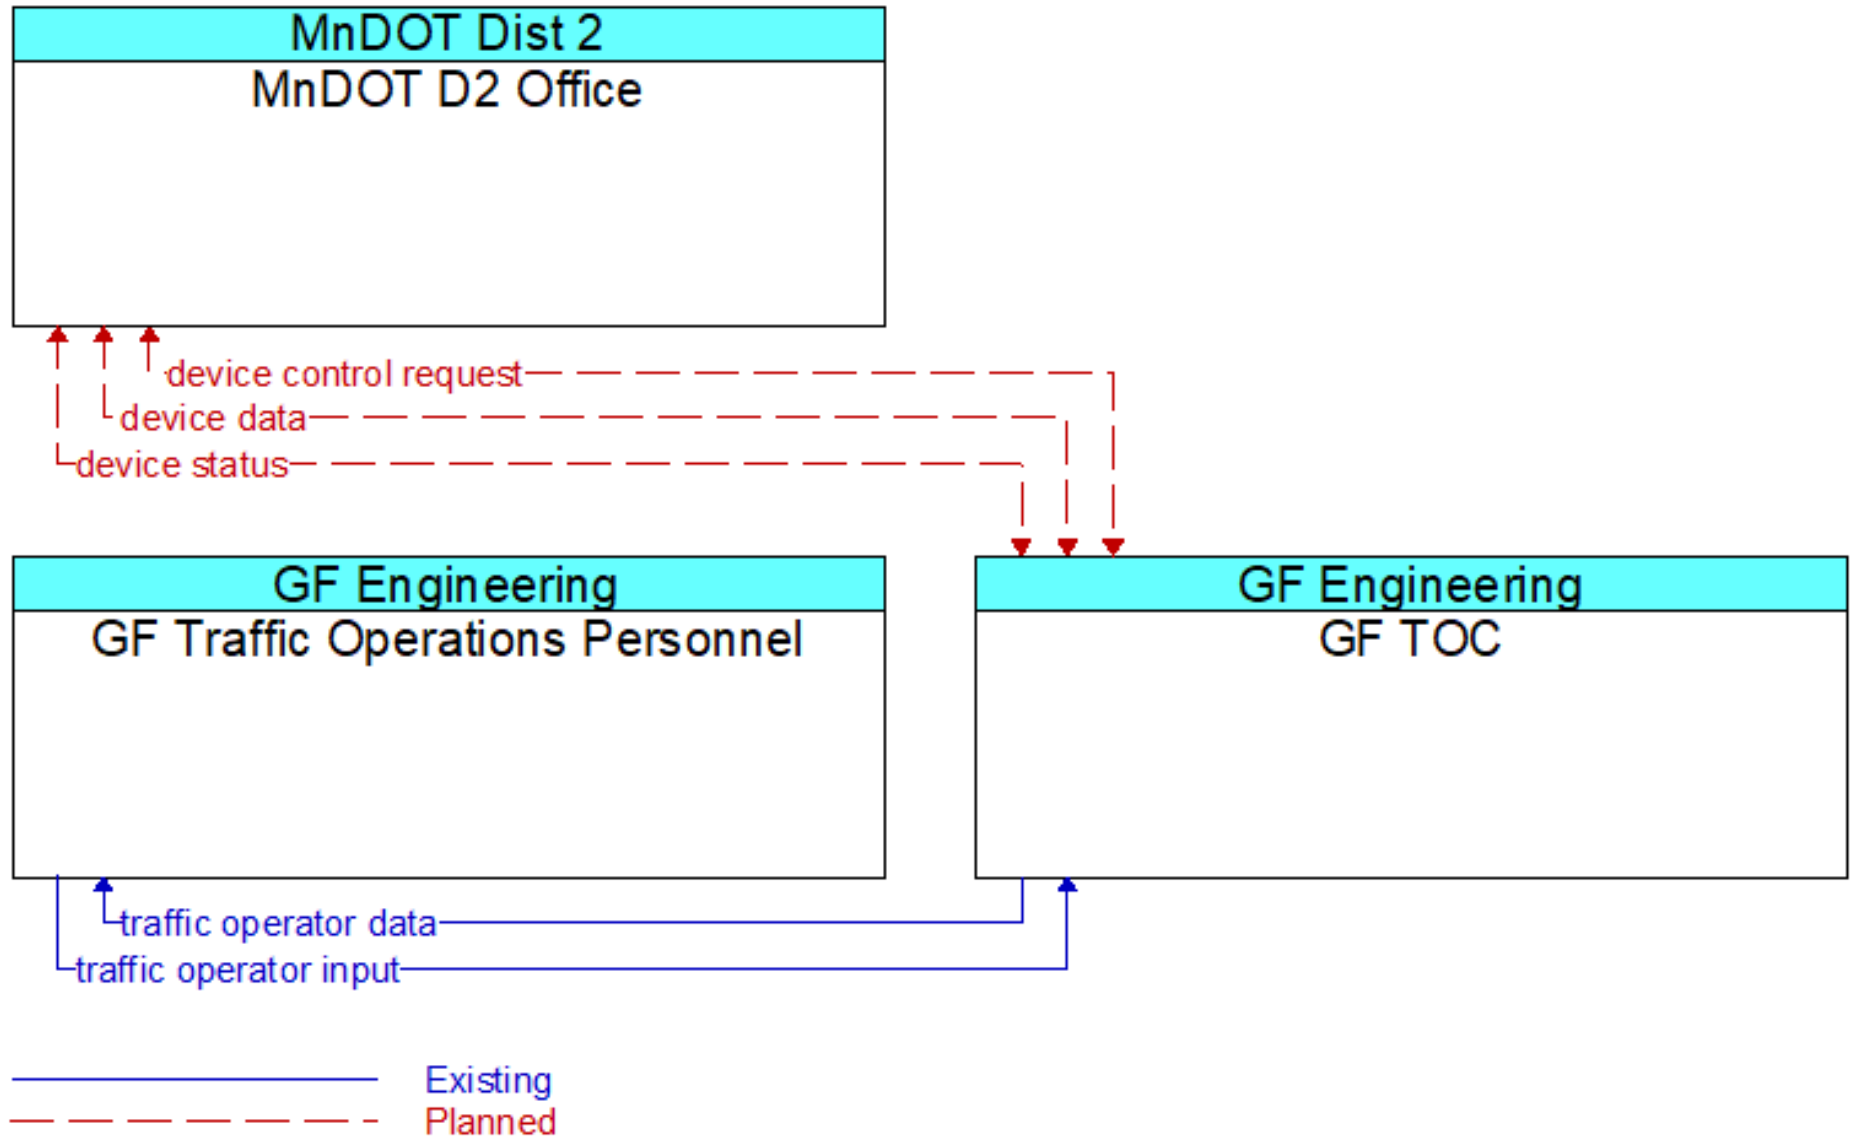 MnDOT Dist 2
MnDOT D2 Office
device control request
device data
device status
GF Engineering
GF Traffic Operations Personnel
GF Engineering
GF TOC
traffic operator data
traffic operator input
Existing
Planned